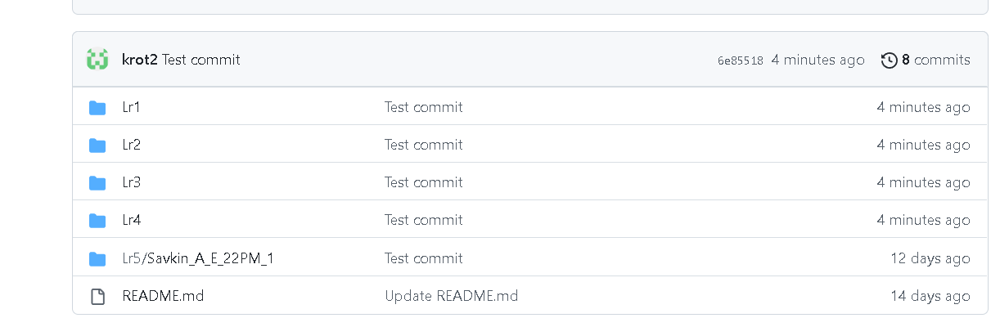 krot2 Test commit 6e85518 4 minutes ago 8 commits
Lr1 Test commit 4 minutes ago
Lr2 Test commit 4 minutes ago
Lr3 Test commit 4 minutes ago
Lr4 Test commit 4 minutes ago
Lr5/Savkin_A_E_22PM_1 Test commit 12 days ago
README.md Update README.md 14 days ago